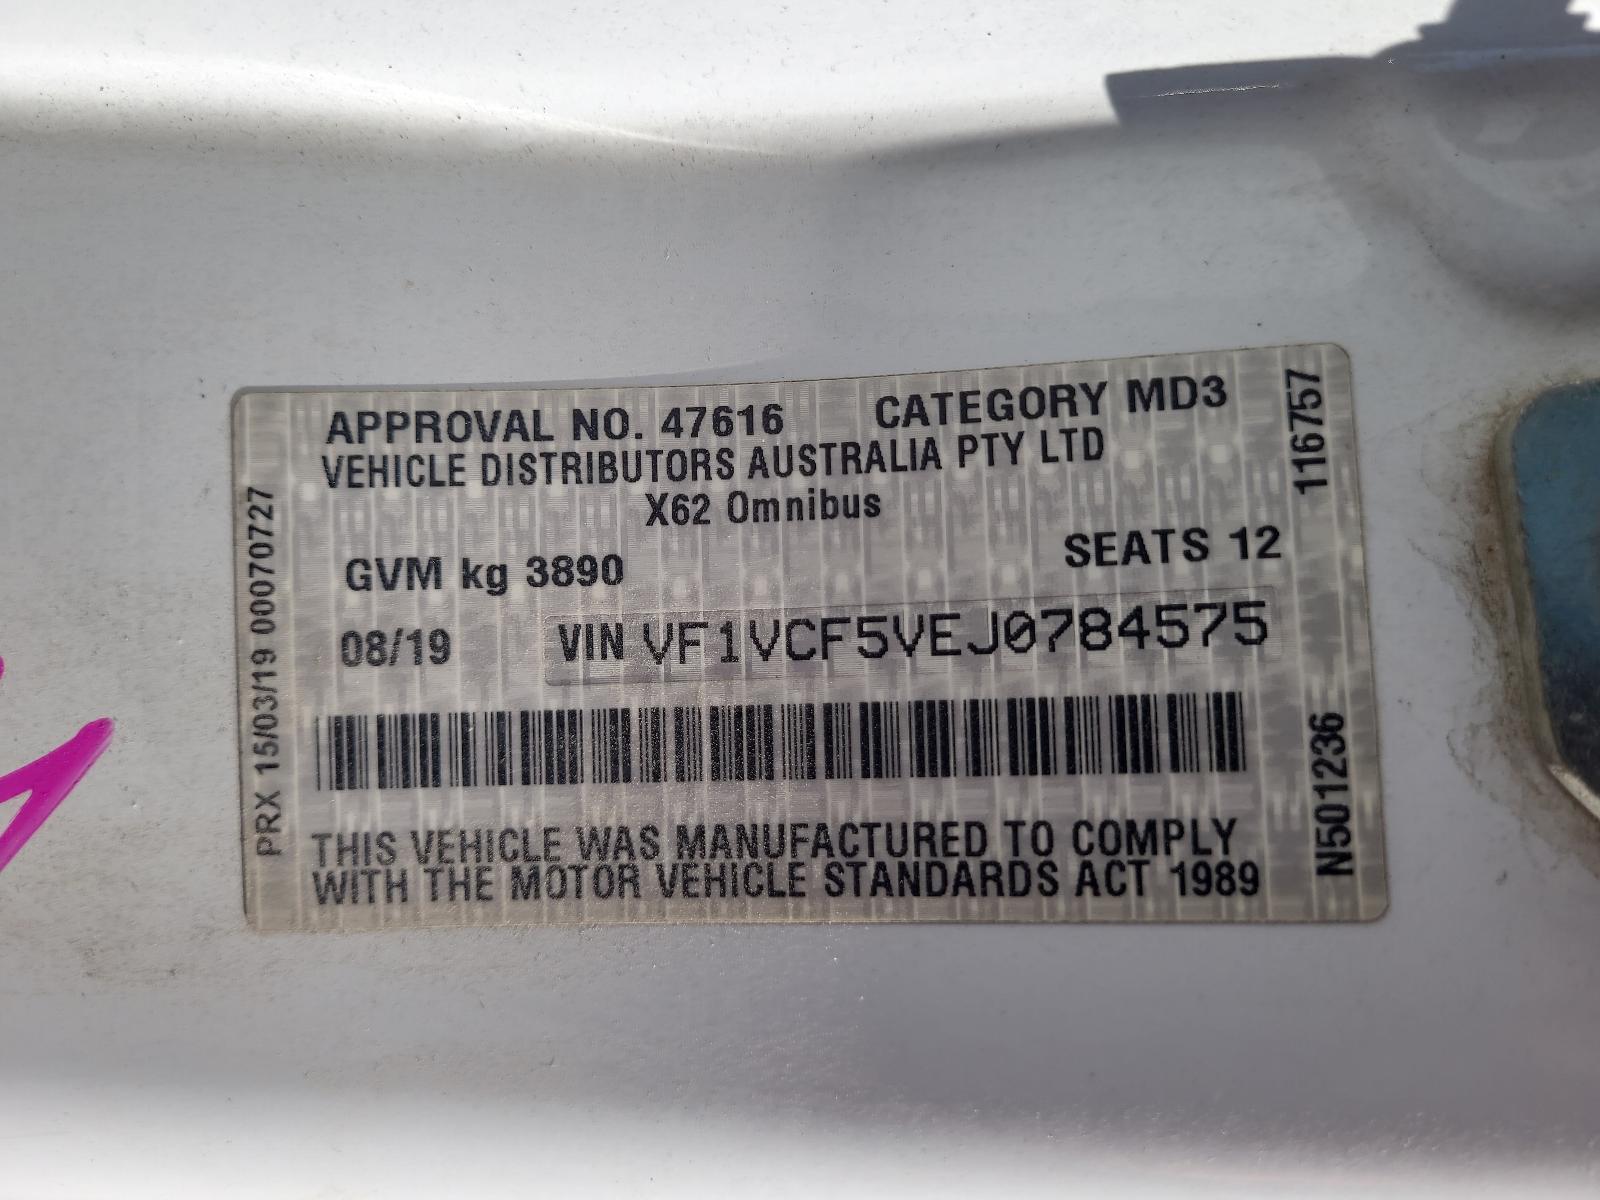 APPROVAL NO. 47616 CATEGORY MD3
VEHICLE DISTRIBUTORS AUSTRALIA PTY LTD
X62 Omnibus
GVM kg 3890 SEATS 12
08/19 VIN VF1VCF5VEJ0784575
THIS VEHICLE WAS MANUFACTURED TO COMPLY
WITH THE MOTOR VEHICLE STANDARDS ACT 1989
PRX 15/03/19 00070727
N501236 116757